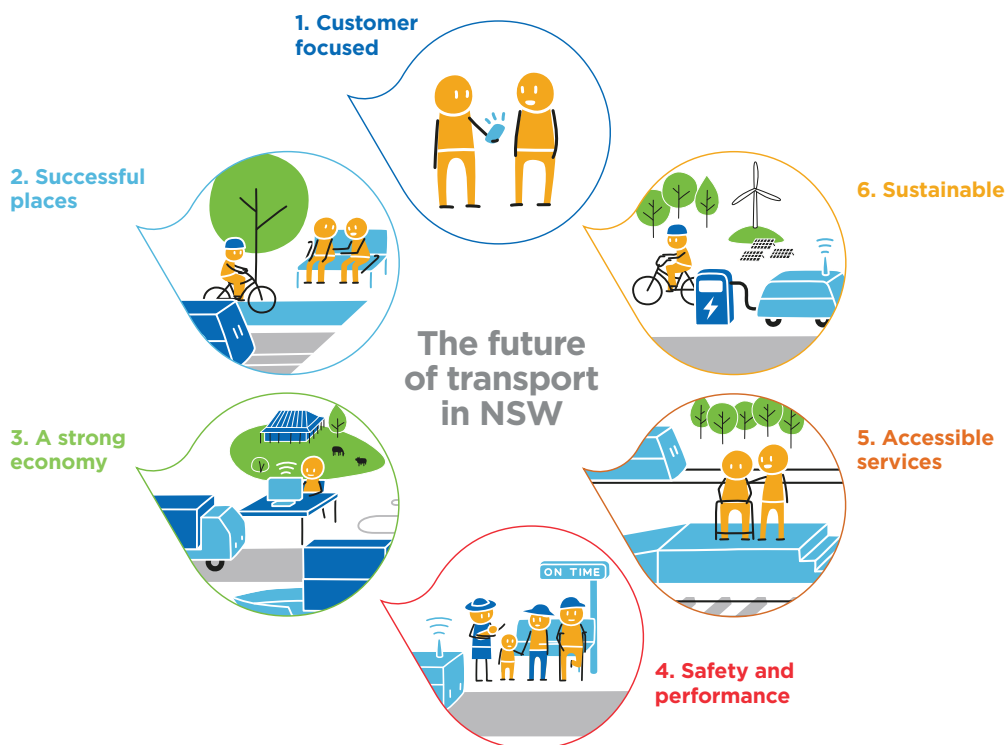 1. Customer
focused
2. Successful
places
6. Sustainable
The future
of transport
in NSW
3. A strong
economy
5. Accessible
services
ON TIME
4. Safety and
performance